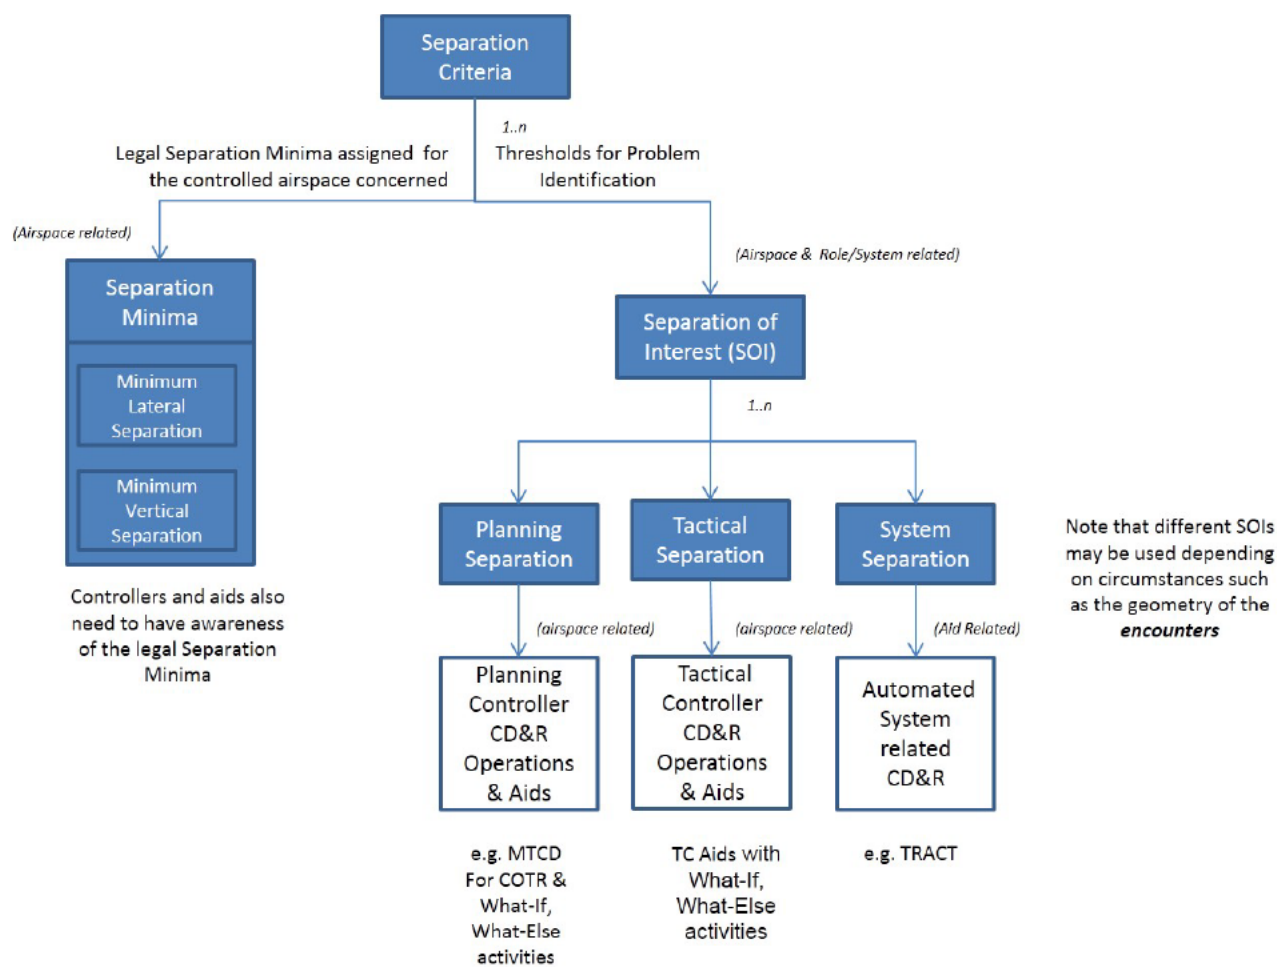 Separation
Criteria
1..n
Legal Separation Minima assigned for
the controlled airspace concerned
Thresholds for Problem
Identification
(Airspace related)
(Airspace & Role/System related)
Separation
Minima
Minimum
Lateral
Separation
Minimum
Vertical
Separation
Controllers and aids also
need to have awareness
of the legal Separation
Minima
Separation of
Interest (SOI)
1..n
Planning
Separation
Tactical
Separation
System
Separation
Note that different SOIs
may be used depending
on circumstances such
as the geometry of the
encounters
(airspace related)
(airspace related)
(Aid Related)
Planning
Controller
CD&R
Operations
& Aids
Tactical
Controller
CD&R
Operations
& Aids
Automated
System
related
CD&R
e.g. MTCD
For COTR &
What-If,
What-Else
activities
TC Aids with
What-If,
What-Else
activities
e.g. TRACT